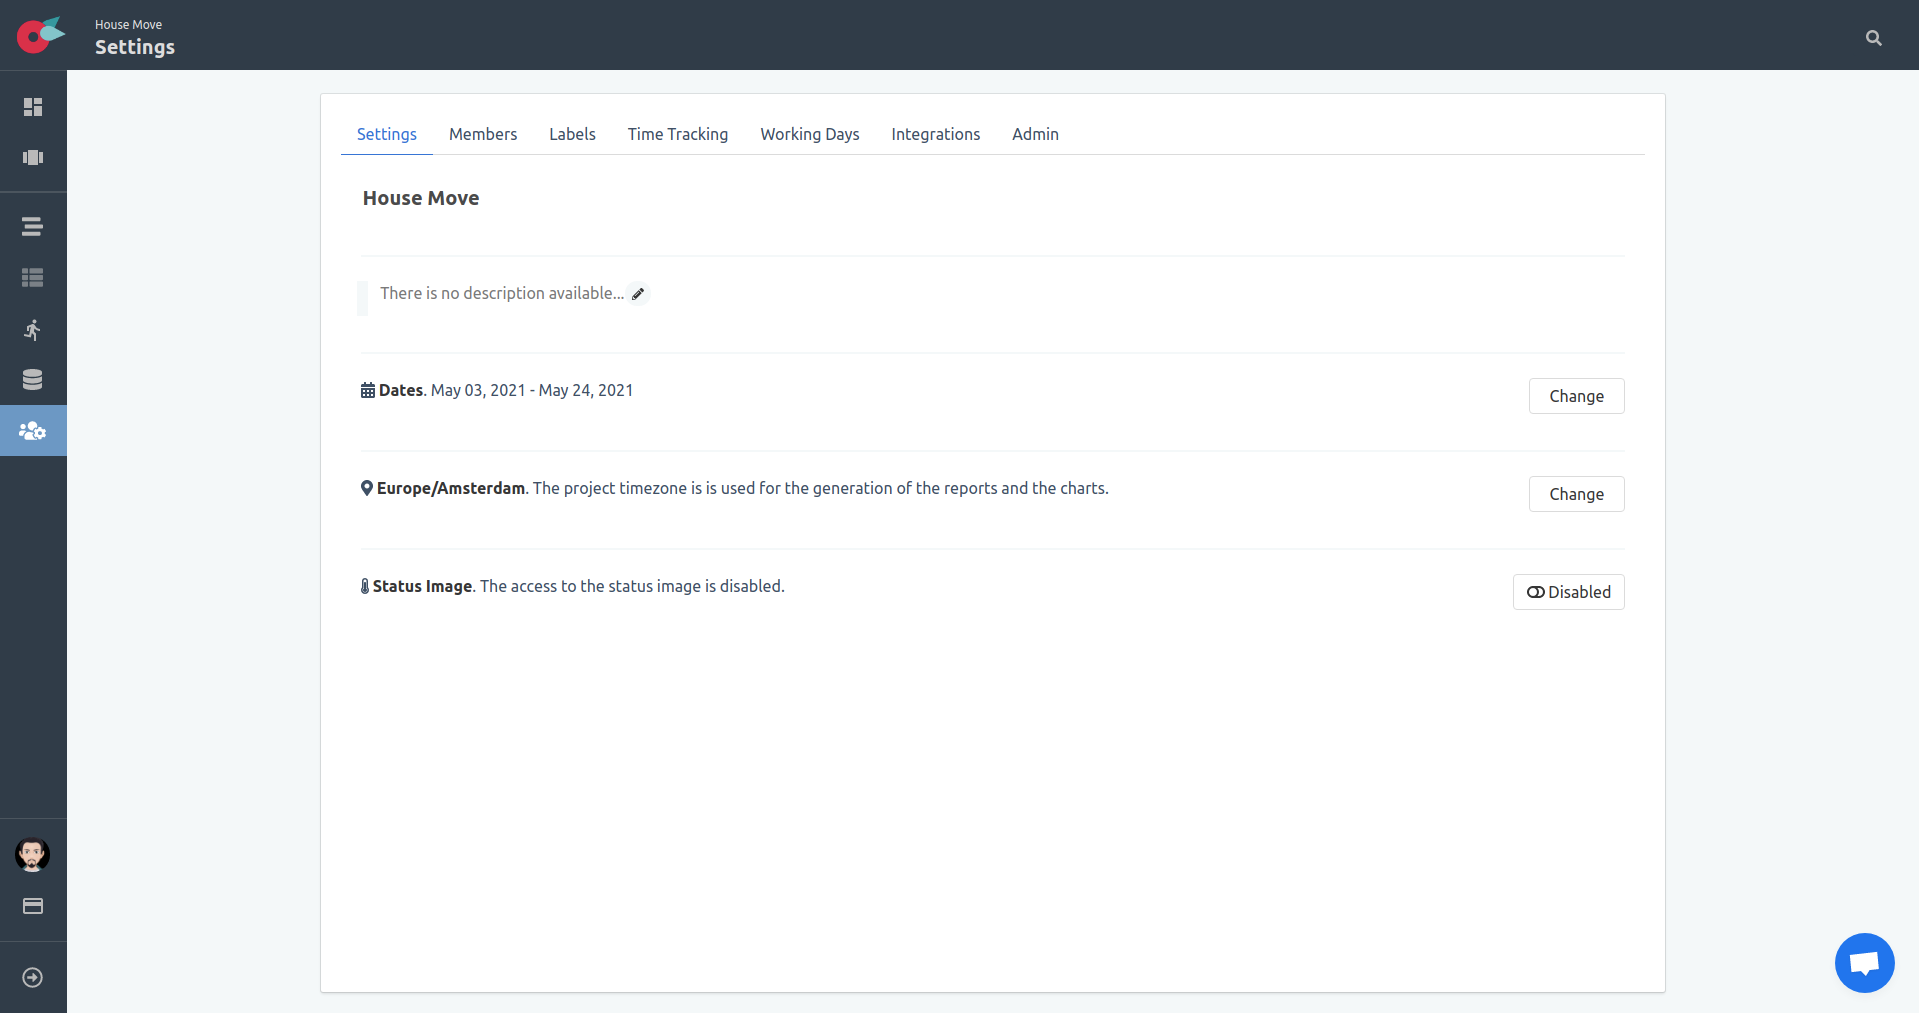 House Move
Settings
Settings Members Labels Time Tracking Working Days Integrations Admin
House Move
There is no description available...
Dates. May 03, 2021 - May 24, 2021
Change
Europe/Amsterdam. The project timezone is is used for the generation of the reports and the charts.
Change
Status Image. The access to the status image is disabled.
Disabled